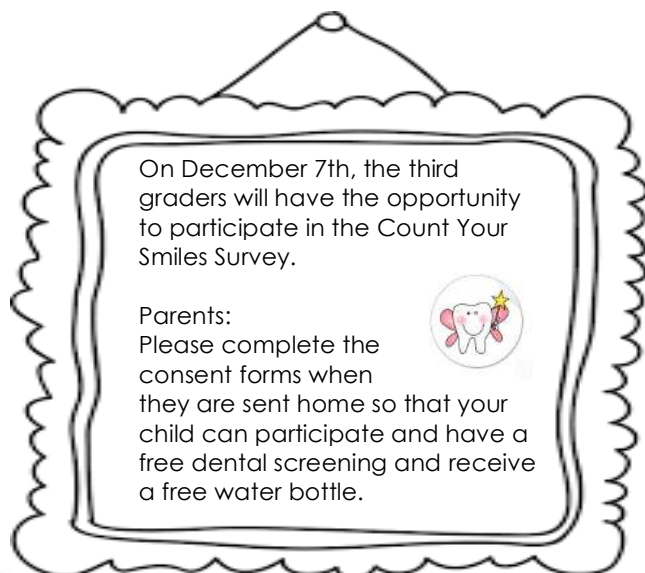 On December 7th, the third
graders will have the opportunity
to participate in the Count Your
Smiles Survey.
Parents:
Please complete the
consent forms when
they are sent home so that your
child can participate and have a
free dental screening and receive
a free water bottle.